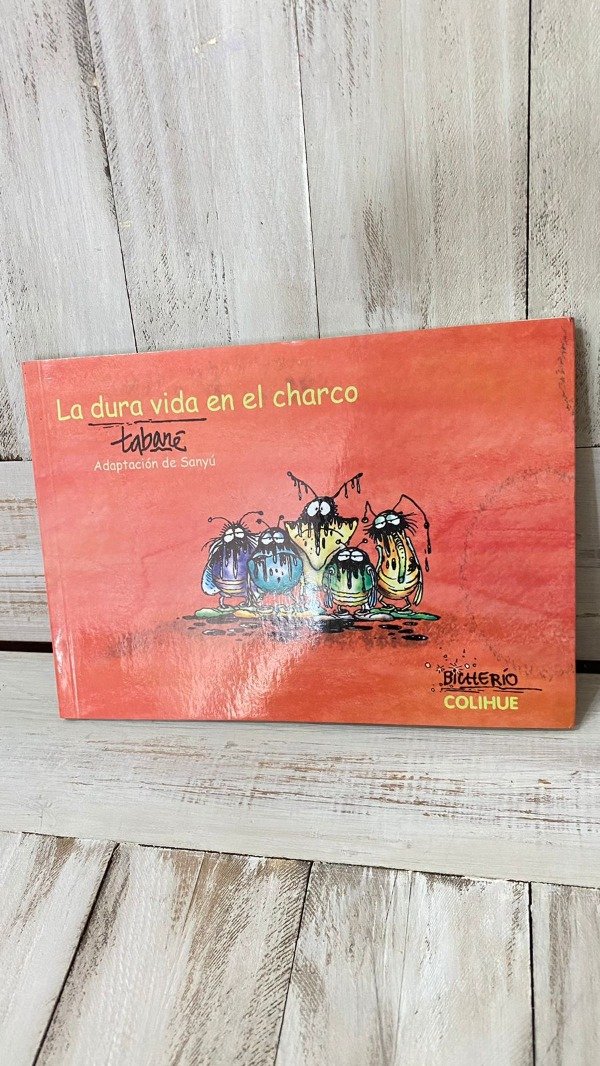 La dura vida en el charco
tabaré
Adaptación de Sanyú
BICHERÍO
COLIHUE